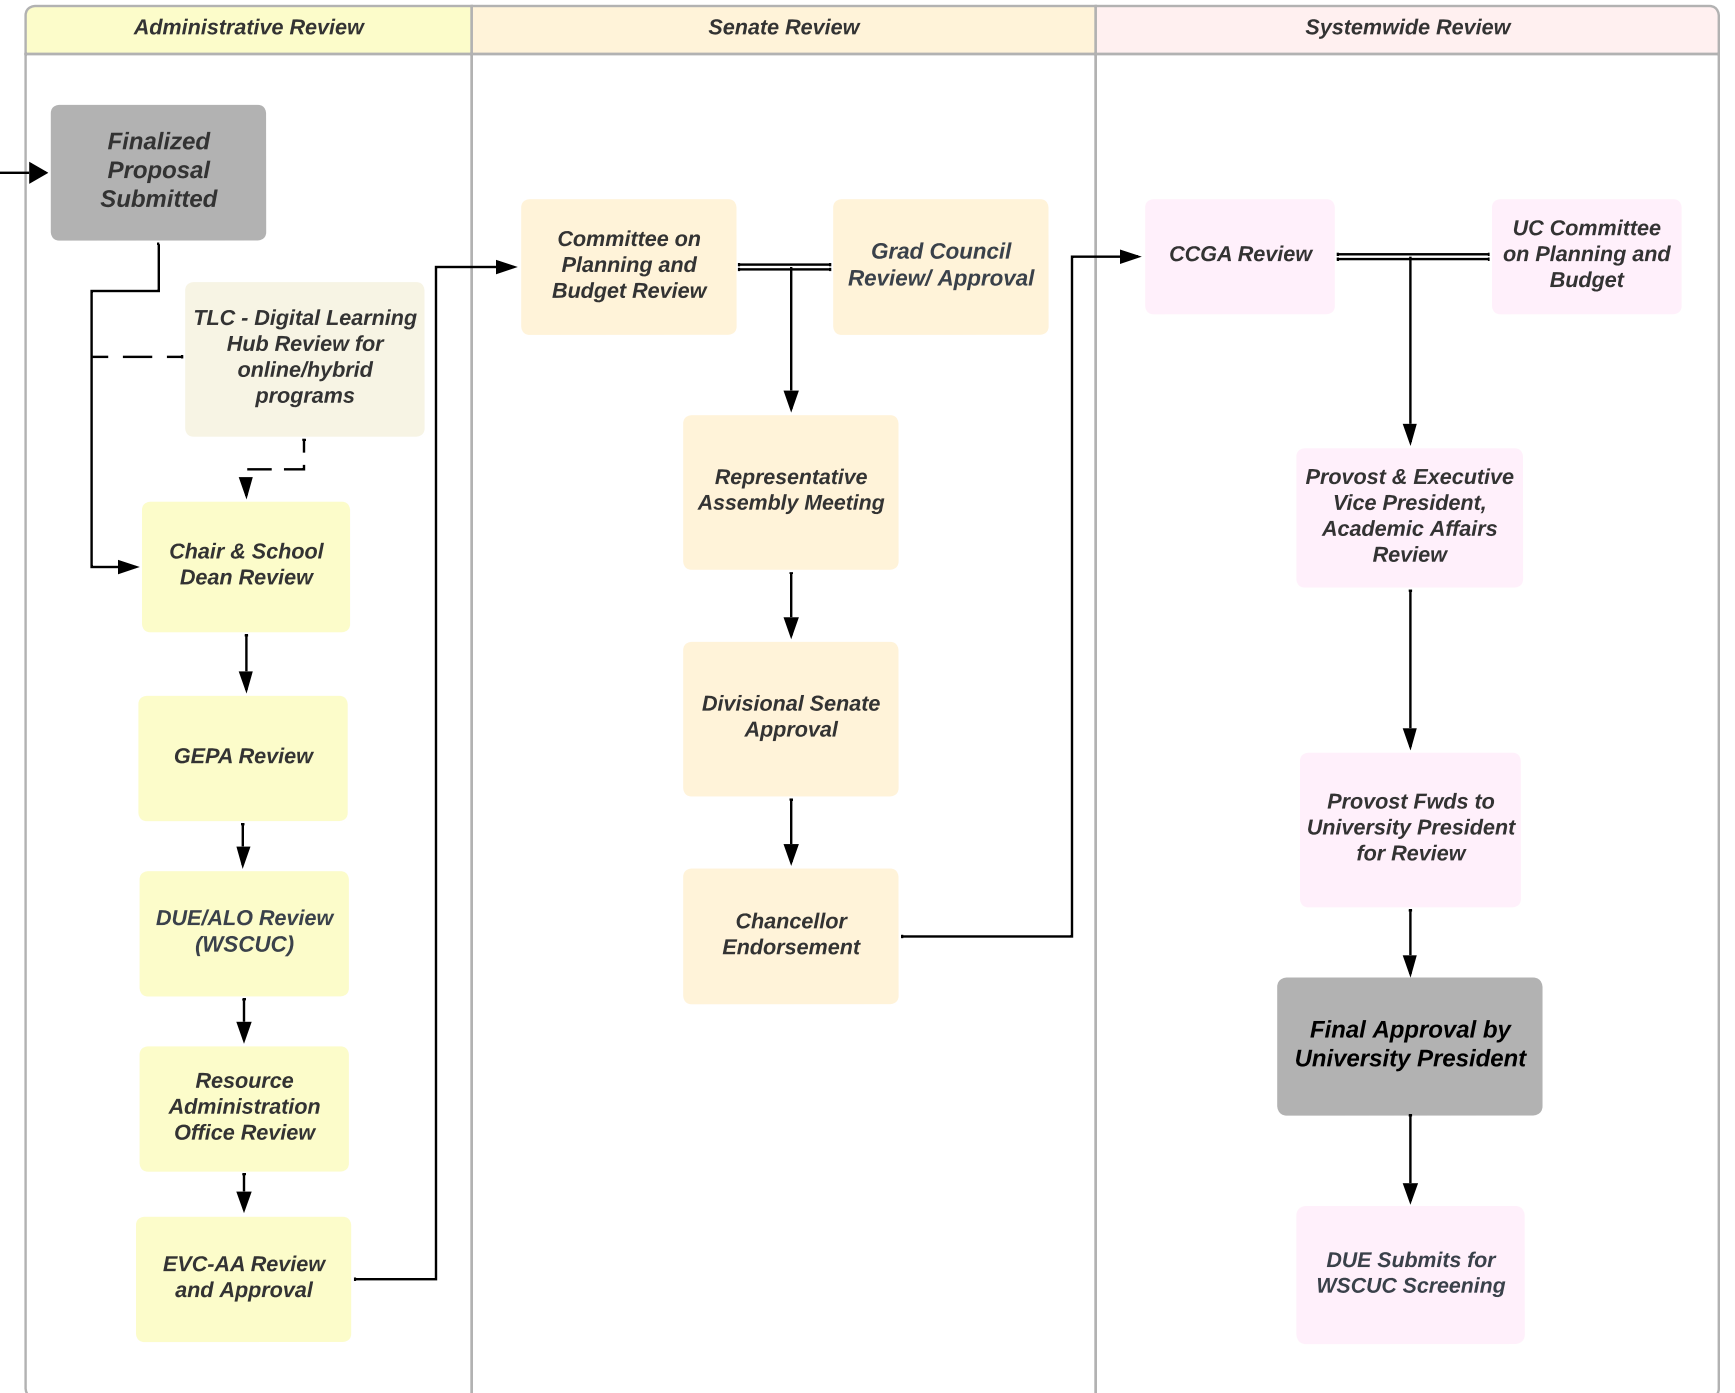 Administrative Review
Senate Review
Systemwide Review
Finalized
Proposal
Submitted
TLC - Digital Learning
Hub Review for
online/hybrid
programs
Chair & School
Dean Review
GEPA Review
DUE/ALO Review
(WSCUC)
Resource
Administration
Office Review
EVC-AA Review
and Approval
Committee on
Planning and
Budget Review
Grad Council
Review/ Approval
Representative
Assembly Meeting
Divisional Senate
Approval
Chancellor
Endorsement
CCGA Review
UC Committee
on Planning and
Budget
Provost & Executive
Vice President,
Academic Affairs
Review
Provost Fwds to
University President
for Review
Final Approval by
University President
DUE Submits for
WSCUC Screening